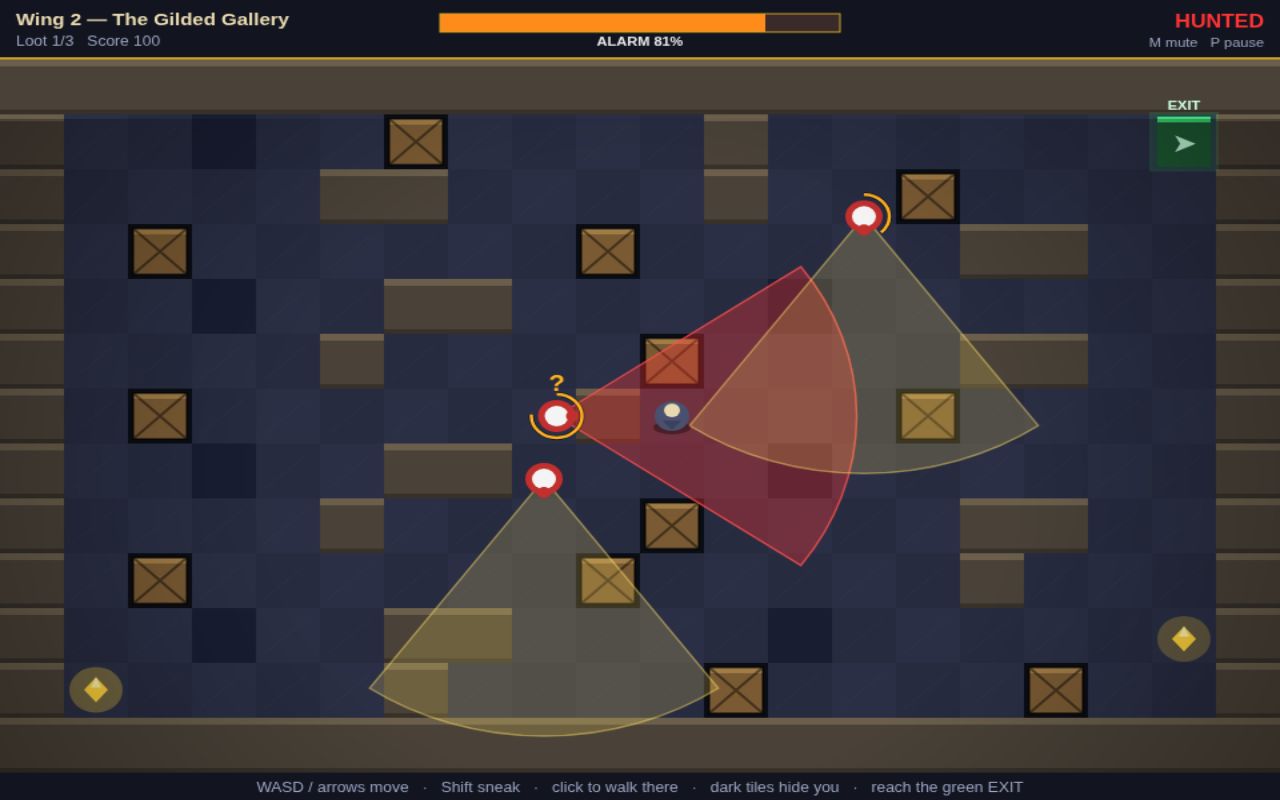 Wing 2 — The Gilded Gallery
Loot 1/3 Score 100
ALARM 81%
HUNTED
M mute P pause
EXIT
?
WASD / arrows move · Shift sneak · click to walk there · dark tiles hide you · reach the green EXIT